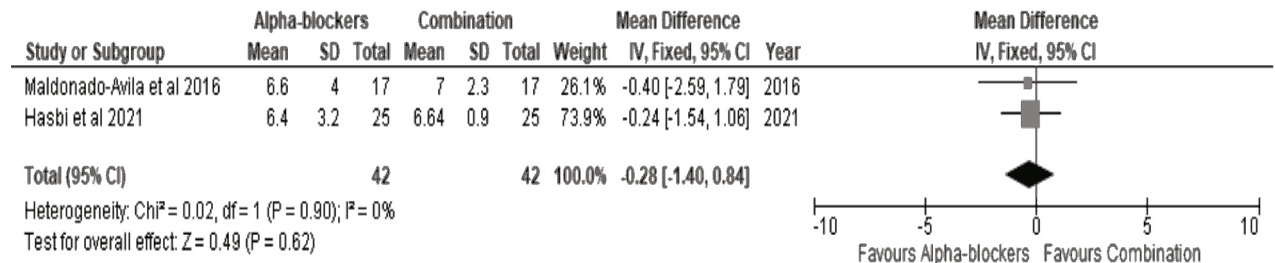 Alpha-blockers Combination Mean Difference Mean Difference
Study or Subgroup Mean SD Total Mean SD Total Weight IV, Fixed, 95% CI Year IV, Fixed, 95% CI
Maldonado-Avila et al 2016 6.6 4 17 7 2.3 17 26.1% -0.40 [-2.59, 1.79] 2016
Hasbi et al 2021 6.4 3.2 25 6.64 0.9 25 73.9% -0.24 [-1.54, 1.06] 2021
Total (95% CI) 42 42 100.0% -0.28 [-1.40, 0.84]
Heterogeneity: Chi² = 0.02, df = 1 (P = 0.90); I² = 0%
Test for overall effect: Z = 0.49 (P = 0.62)
-10 -5 0 5 10
Favours Alpha-blockers Favours Combination